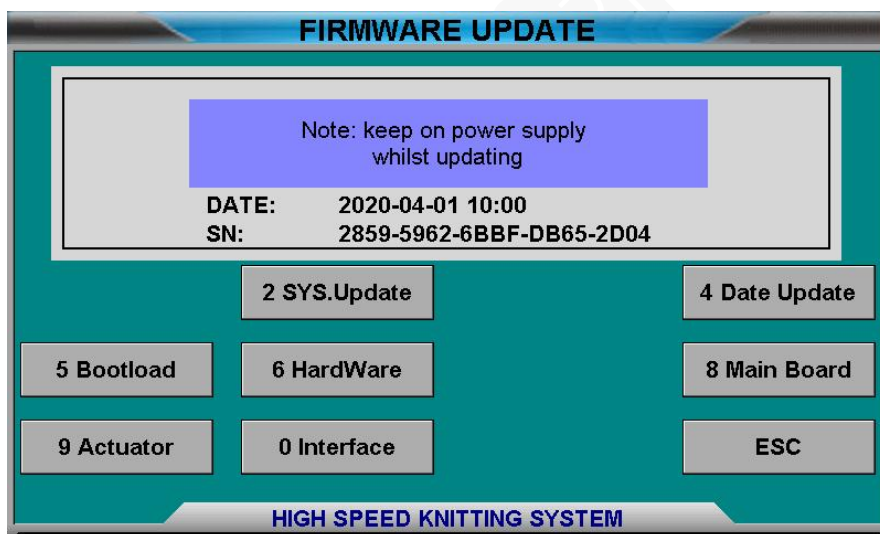 FIRMWARE UPDATE
Note: keep on power supply
whilst updating
DATE: 2020-04-01 10:00
SN: 2859-5962-6BBF-DB65-2D04
2 SYS.Update
4 Date Update
5 Bootload
6 HardWare
8 Main Board
9 Actuator
0 Interface
ESC
HIGH SPEED KNITTING SYSTEM